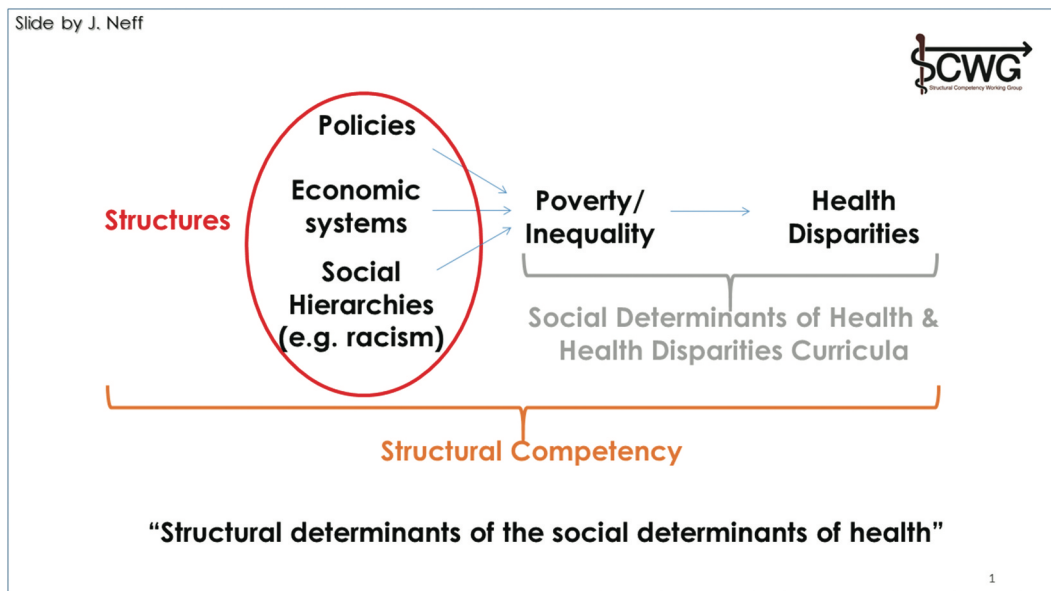 Slide by J. Neff
SCWG
Structural Competency Working Group
Policies
Economic
systems
Structures
Social
Hierarchies
(e.g. racism)
Poverty/
Inequality
Health
Disparities
Social Determinants of Health &
Health Disparities Curricula
Structural Competency
“Structural determinants of the social determinants of health”
1